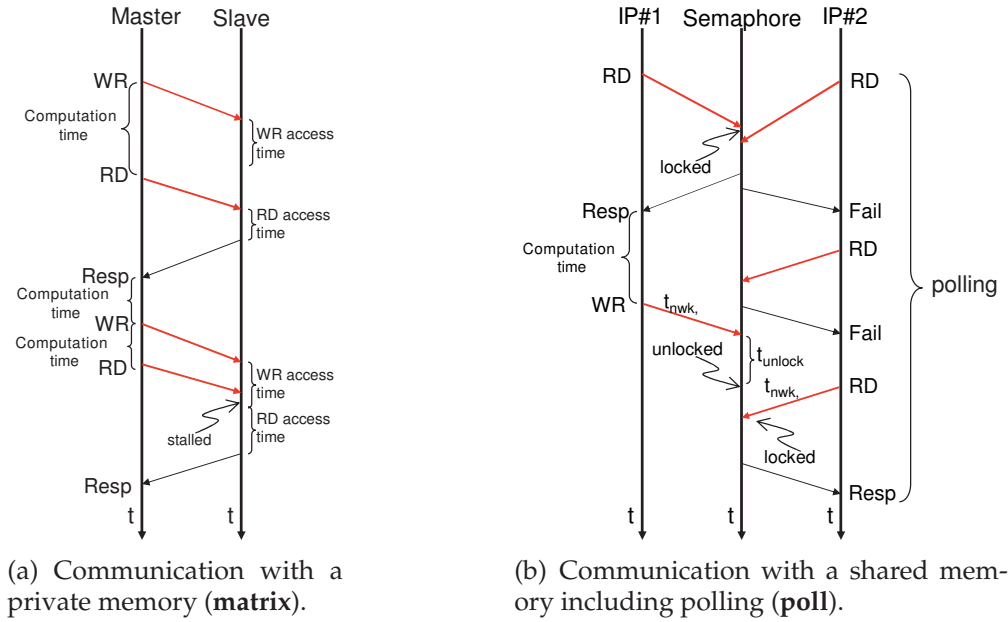 Master Slave
WR
Computation
time
WR access
time
RD
RD access
time
Resp
Computation
time
WR
Computation
time
RD
WR access
time
RD access
time
stalled
Resp
t t
(a) Communication with a
private memory (matrix).
IP#1 Semaphore IP#2
RD RD
locked
Resp Fail
Computation
time
RD
polling
WR
tnwk,
Fail
unlocked
tunlock
tnwk,
RD
locked
Resp
t t t
(b) Communication with a shared mem-
ory including polling (poll).